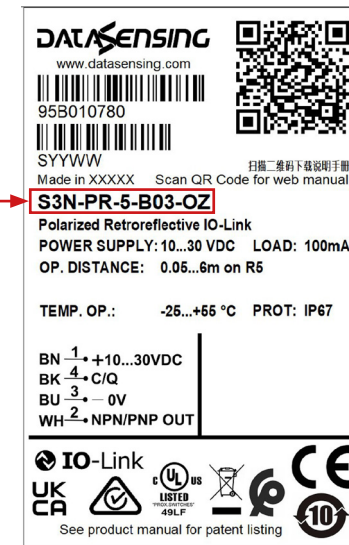 DATASENSING
www.datasensing.com
95B010780
SYYWW
扫描二维码下载说明手册
Made in XXXXX Scan QR Code for web manual
S3N-PR-5-B03-OZ
Polarized Retroreflective IO-Link
POWER SUPPLY: 10...30 VDC LOAD: 100mA
OP. DISTANCE: 0.05...6m on R5
TEMP. OP.: -25...+55 °C PROT: IP67
BN 1 +10...30VDC
BK 4 C/Q
BU 3 – 0V
WH 2 NPN/PNP OUT
IO-Link
UK
CA
C UL US
LISTED
"PROX.SWITCHES"
49LF
CE
10
See product manual for patent listing